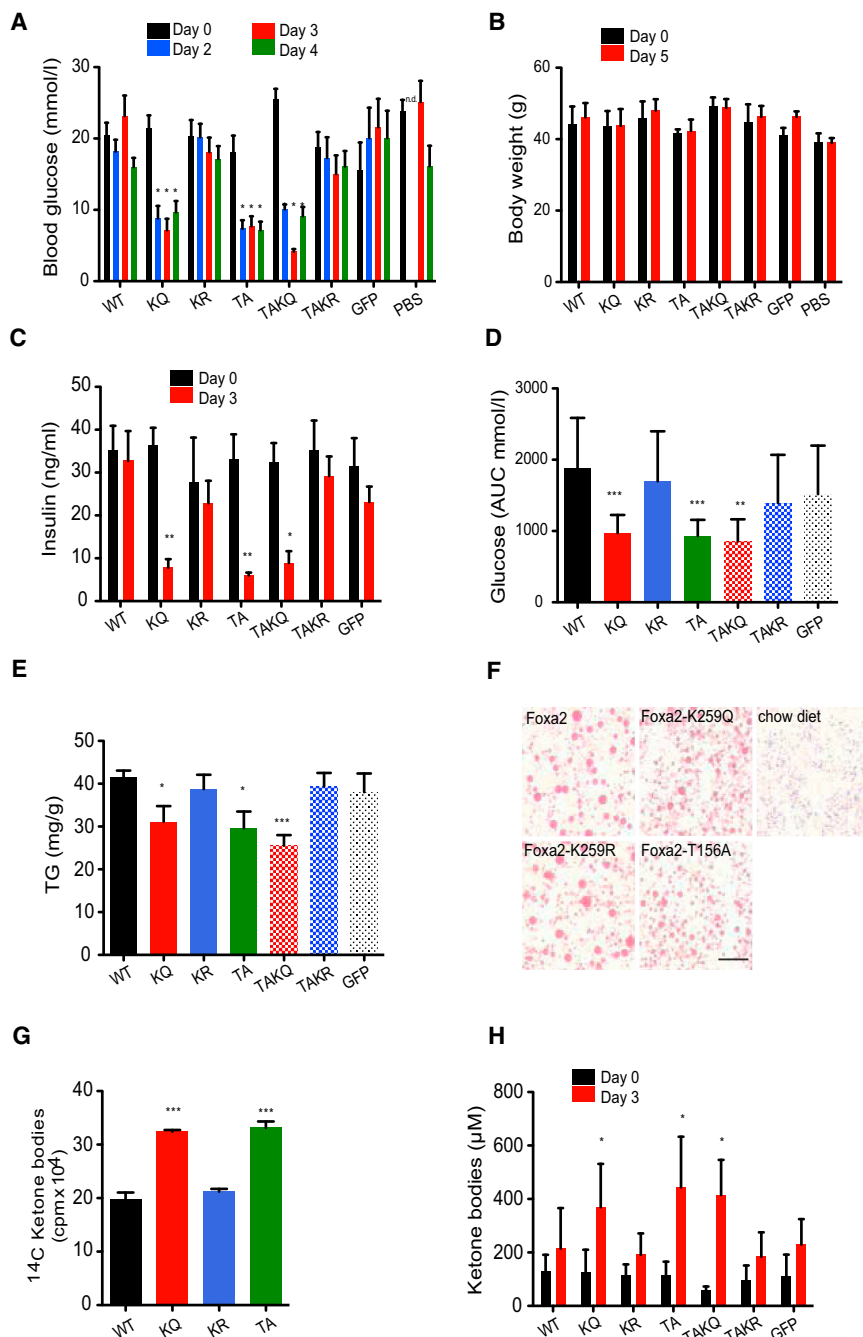 A
Day 0
Day 3
Day 2
Day 4
Blood glucose (mmol/l)
30
20
10
0
* * *
* * *
* *
n.d.
WT KQ KR TA TAKQ TAKR GFP PBS
B
Day 0
Day 5
Body weight (g)
60
40
20
0
WT KQ KR TA TAKQ TAKR GFP PBS
C
Day 0
Day 3
Insulin (ng/ml)
50
40
30
20
10
0
**
**
*
WT KQ KR TA TAKQ TAKR GFP
D
Glucose (AUC mmol/l)
3000
2000
1000
0
***
***
**
WT KQ KR TA TAKQ TAKR GFP
E
TG (mg/g)
50
40
30
20
10
0
*
*
***
WT KQ KR TA TAKQ TAKR GFP
F
Foxa2
Foxa2-K259Q
chow diet
Foxa2-K259R
Foxa2-T156A
G
14C Ketone bodies
(cpm×10⁴)
40
30
20
10
0
***
***
WT KQ KR TA
H
Day 0
Day 3
Ketone bodies (µM)
800
600
400
200
0
*
*
*
WT KQ KR TA TAKQ TAKR GFP